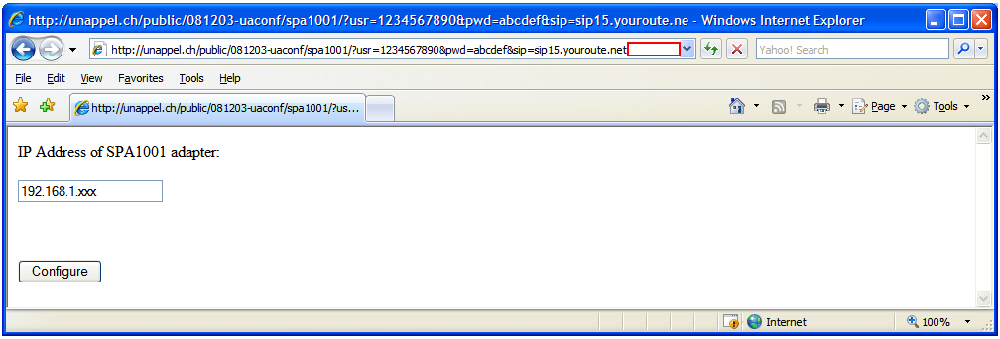 http://unappel.ch/public/081203-uaconf/spa1001/?usr=1234567890&pwd=abcdef&sip=sip15.youroute.ne - Windows Internet Explorer
http://unappel.ch/public/081203-uaconf/spa1001/?usr=1234567890&pwd=abcdef&sip=sip15.youroute.net
Yahoo! Search
File Edit View Favorites Tools Help
http://unappel.ch/public/081203-uaconf/spa1001/?us...
Page Tools »
IP Address of SPA1001 adapter:
192.168.1.xxx
Configure
Internet 100%